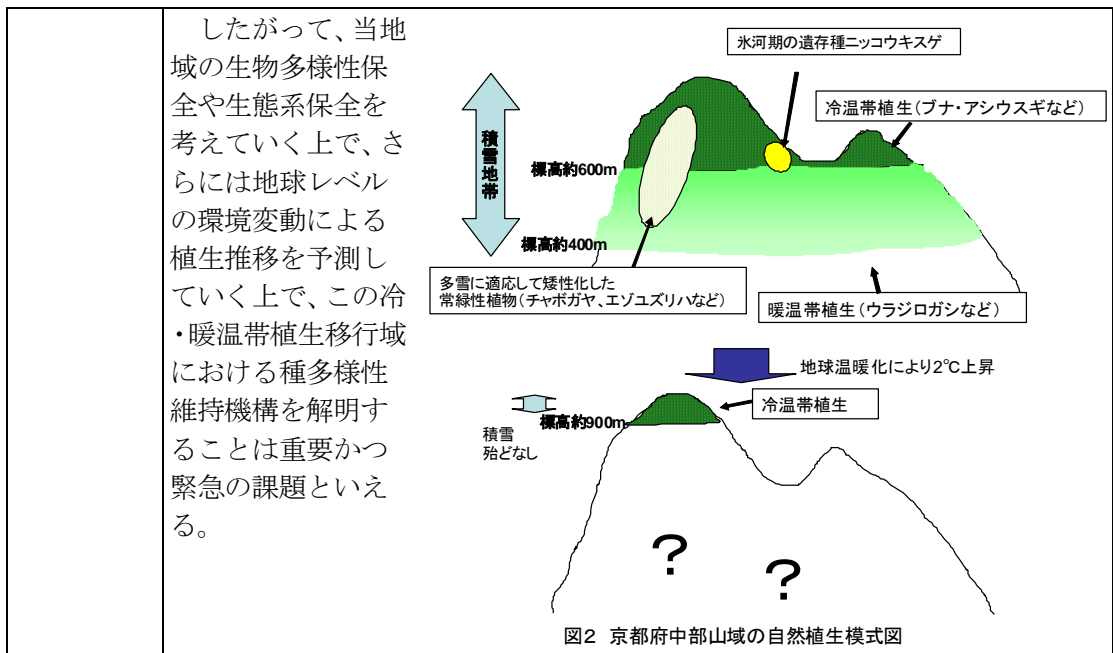 したがって、当地
域の生物多様性保
全や生態系保全を
考えていく上で、さ
らには地球レベル
の環境変動による
植生推移を予測し
ていく上で、この冷
・暖温帯植生移行域
における種多様性
維持機構を解明す
ることは重要かつ
緊急の課題といえ
る。
氷河期の遺存種ニッコウキスゲ
冷温帯植生(ブナ・アシウスギなど)
積雪地帯
標高約600m
標高約400m
多雪に適応して矮性化した
常緑性植物(チャボガヤ、エゾユズリハなど)
暖温帯植生(ウラジロガシなど)
地球温暖化により2℃上昇
冷温帯植生
標高約900m
積雪
殆どなし
?
?
図2 京都府中部山域の自然植生模式図